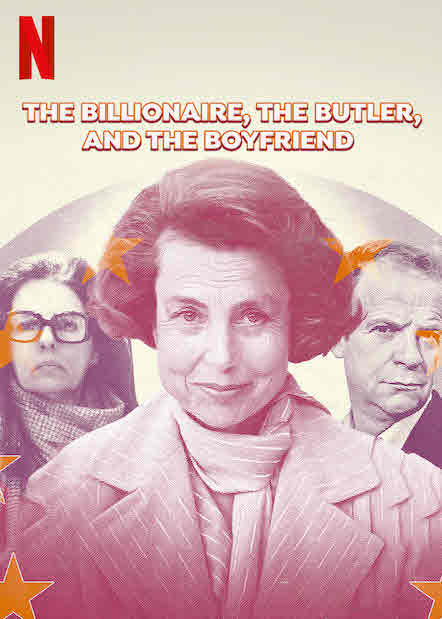 N
THE BILLIONAIRE, THE BUTLER,
AND THE BOYFRIEND